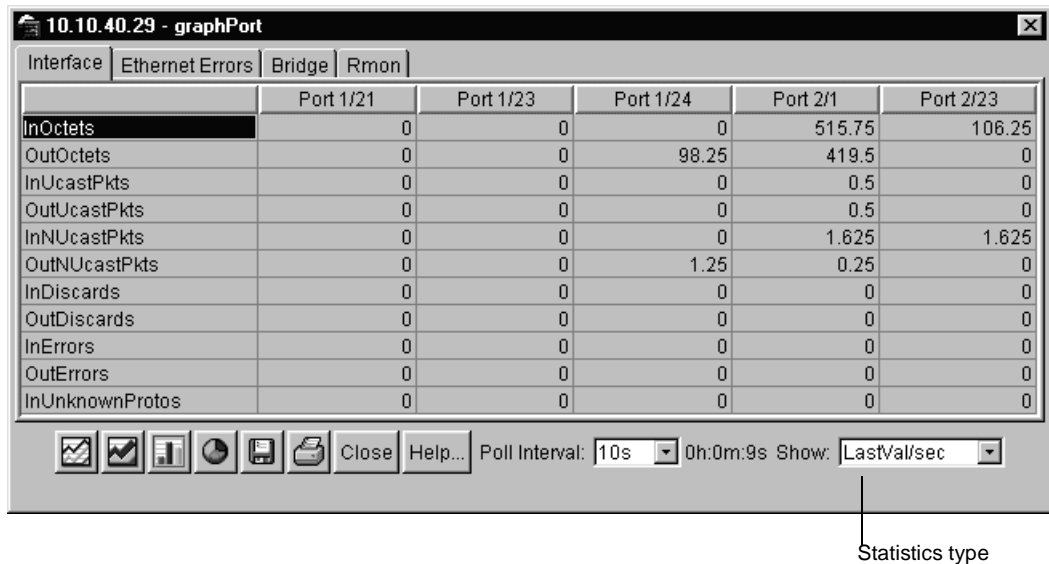 10.10.40.29 - graphPort
Interface Ethernet Errors Bridge Rmon
Port 1/21 Port 1/23 Port 1/24 Port 2/1 Port 2/23
InOctets 0 0 0 515.75 106.25
OutOctets 0 0 98.25 419.5 0
InUcastPkts 0 0 0 0.5 0
OutUcastPkts 0 0 0 0.5 0
InNUcastPkts 0 0 0 1.625 1.625
OutNUcastPkts 0 0 1.25 0.25 0
InDiscards 0 0 0 0 0
OutDiscards 0 0 0 0 0
InErrors 0 0 0 0 0
OutErrors 0 0 0 0 0
InUnknownProtos 0 0 0 0 0
Close Help... Poll Interval: 10s 0h:0m:9s Show: LastVal/sec
Statistics type